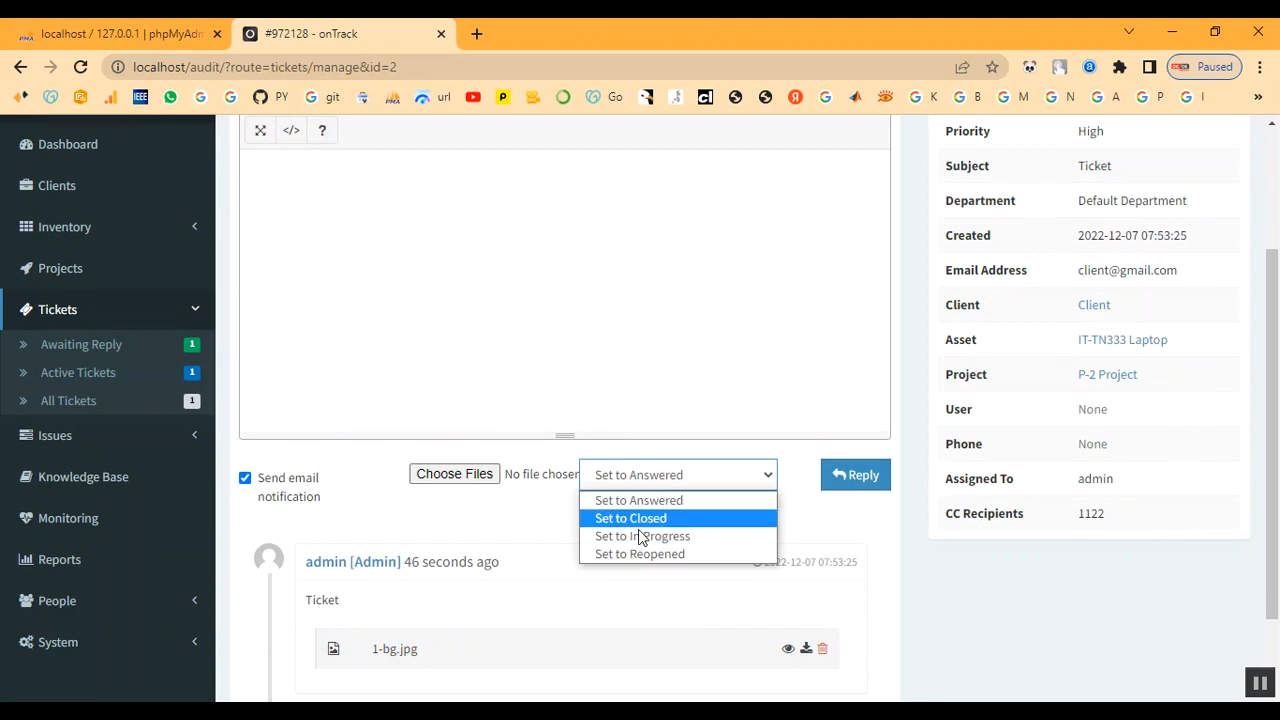 localhost / 127.0.0.1 | phpMyAdn
#972128 - onTrack
localhost/audit/?route=tickets/manage&id=2
Paused
IEEE
PY
git
url
Go
K
B
M
N
A
P
I
»
</>
?
Dashboard
Clients
Inventory
Projects
Tickets
Awaiting Reply 1
Active Tickets 1
All Tickets 1
Issues
Knowledge Base
Monitoring
Reports
People
System
Send email
notification
Choose Files No file chosen
Set to Answered
Reply
Set to Answered
Set to Closed
Set to In Progress
Set to Reopened
admin [Admin] 46 seconds ago
2022-12-07 07:53:25
Ticket
1-bg.jpg
Priority High
Subject Ticket
Department Default Department
Created 2022-12-07 07:53:25
Email Address client@gmail.com
Client Client
Asset IT-TN333 Laptop
Project P-2 Project
User None
Phone None
Assigned To admin
CC Recipients 1122